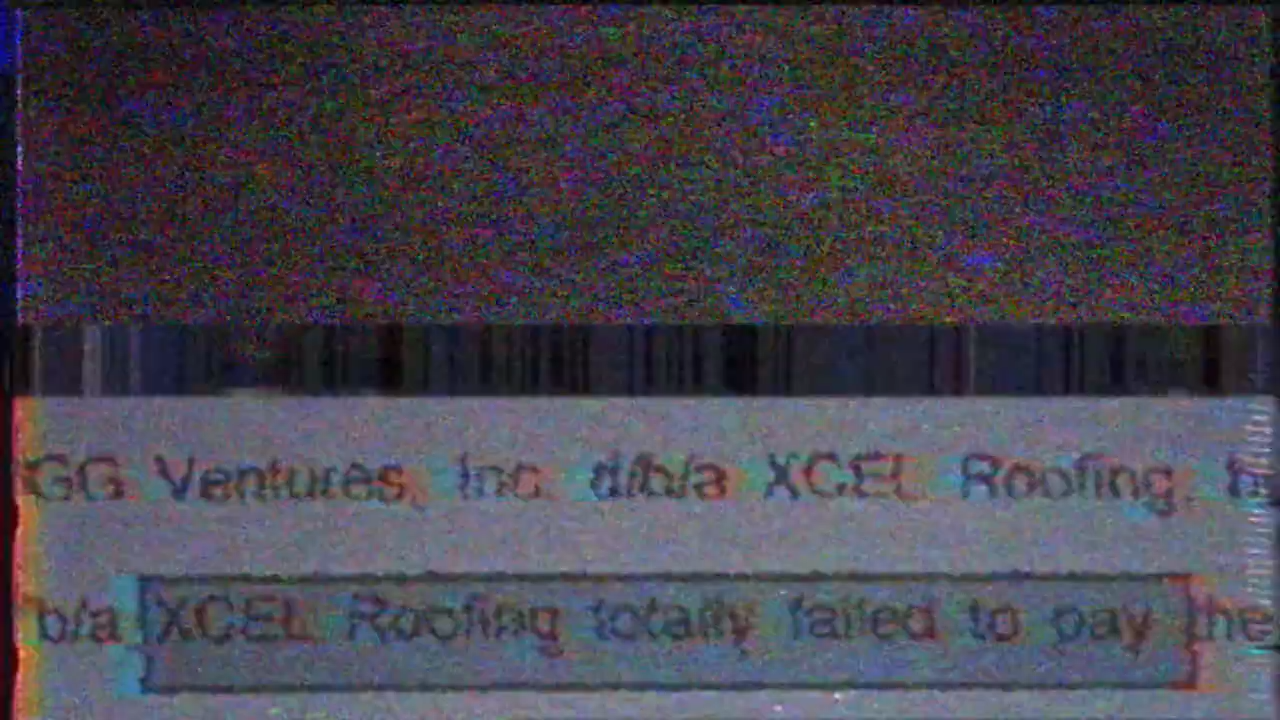 GG Ventures, Inc. d/b/a XCEL Roofing,
b/a XCEL Roofing totally failed to pay the